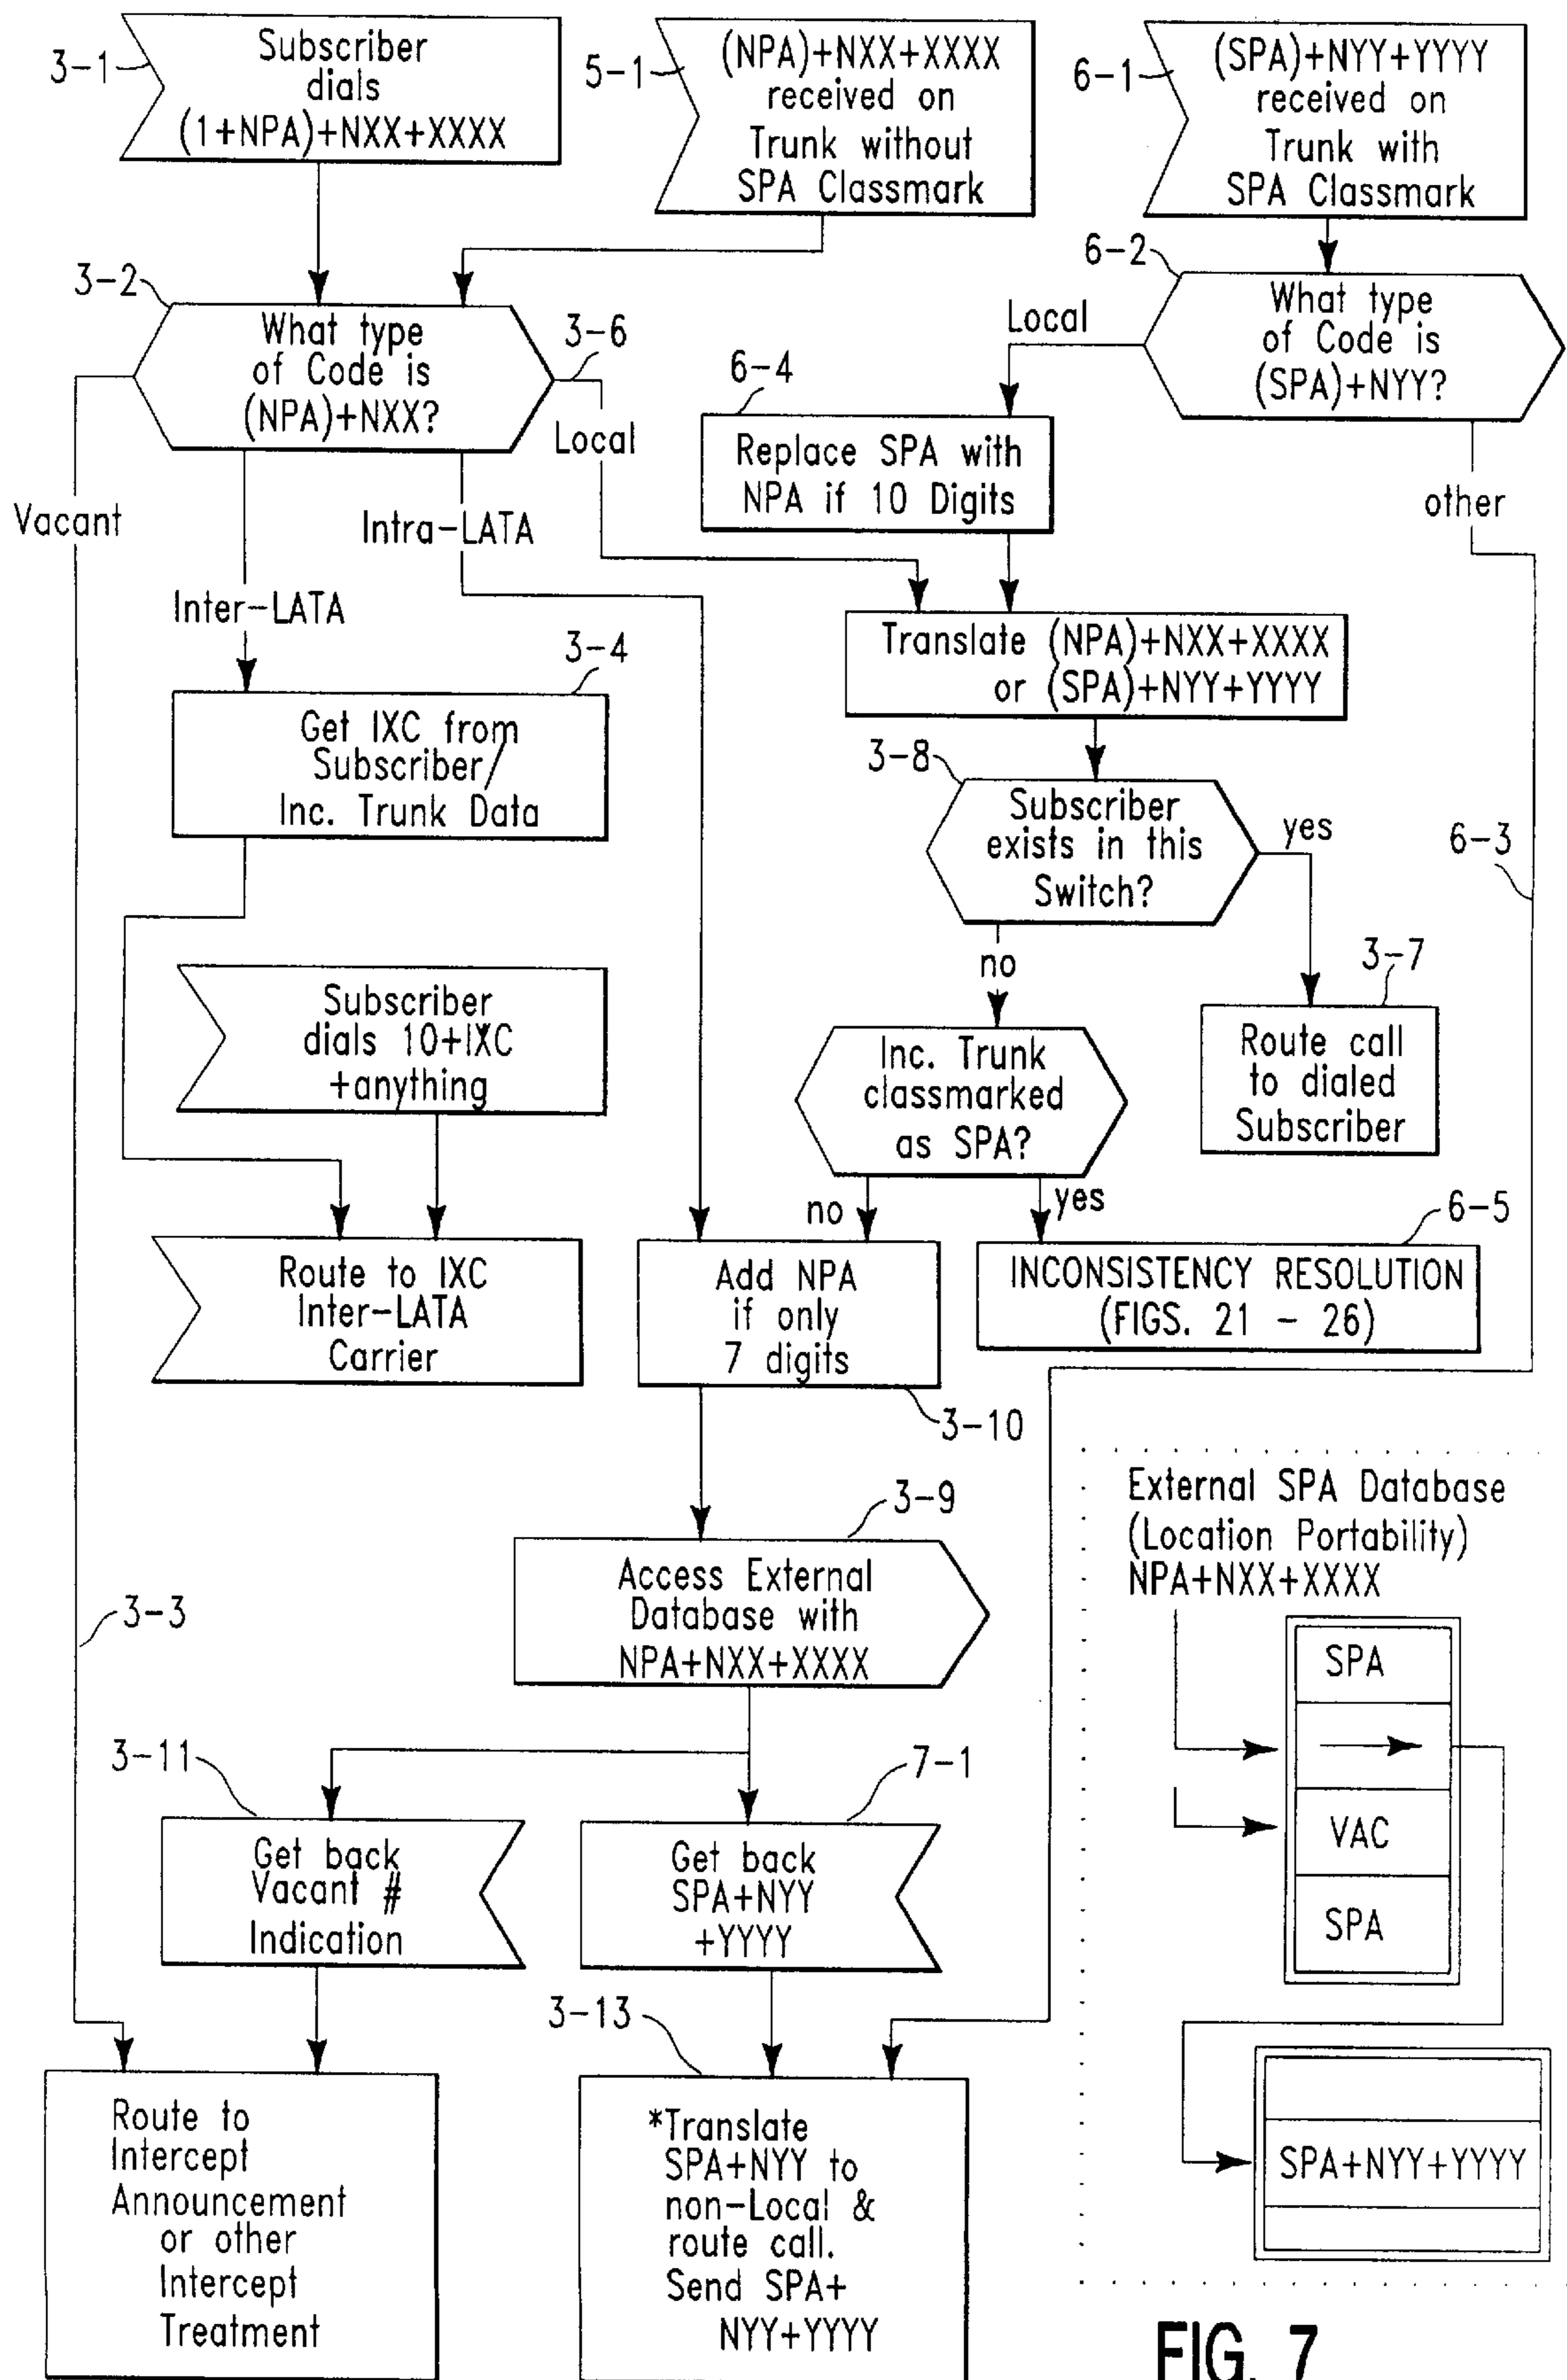 3-1
Subscriber
dials
(1+NPA)+NXX+XXXX
5-1
(NPA)+NXX+XXXX
received on
Trunk without
SPA Classmark
6-1
(SPA)+NYY+YYYY
received on
Trunk with
SPA Classmark
3-2
What type
of Code is
(NPA)+NXX?
3-6
Local
6-2
What type
of Code is
(SPA)+NYY?
Local
6-4
Replace SPA with
NPA if 10 Digits
other
Vacant
Intra-LATA
Inter-LATA
Translate (NPA)+NXX+XXXX
or (SPA)+NYY+YYYY
3-4
Get IXC from
Subscriber/
Inc. Trunk Data
3-8
Subscriber
exists in this
Switch?
yes
6-3
no
3-7
Route call
to dialed
Subscriber
Subscriber
dials 10+IXC
+anything
Inc. Trunk
classmarked
as SPA?
no
yes
6-5
Route to IXC
Inter-LATA
Carrier
Add NPA
if only
7 digits
INCONSISTENCY RESOLUTION
(FIGS. 21 - 26)
3-10
3-9
Access External
Database with
NPA+NXX+XXXX
External SPA Database
(Location Portability)
NPA+NXX+XXXX
SPA
VAC
SPA
SPA+NYY+YYYY
3-3
3-11
Get back
Vacant #
Indication
7-1
Get back
SPA+NYY
+YYYY
3-13
Route to
Intercept
Announcement
or other
Intercept
Treatment
*Translate
SPA+NYY to
non-Local &
route call.
Send SPA+
NYY+YYYY
FIG. 7